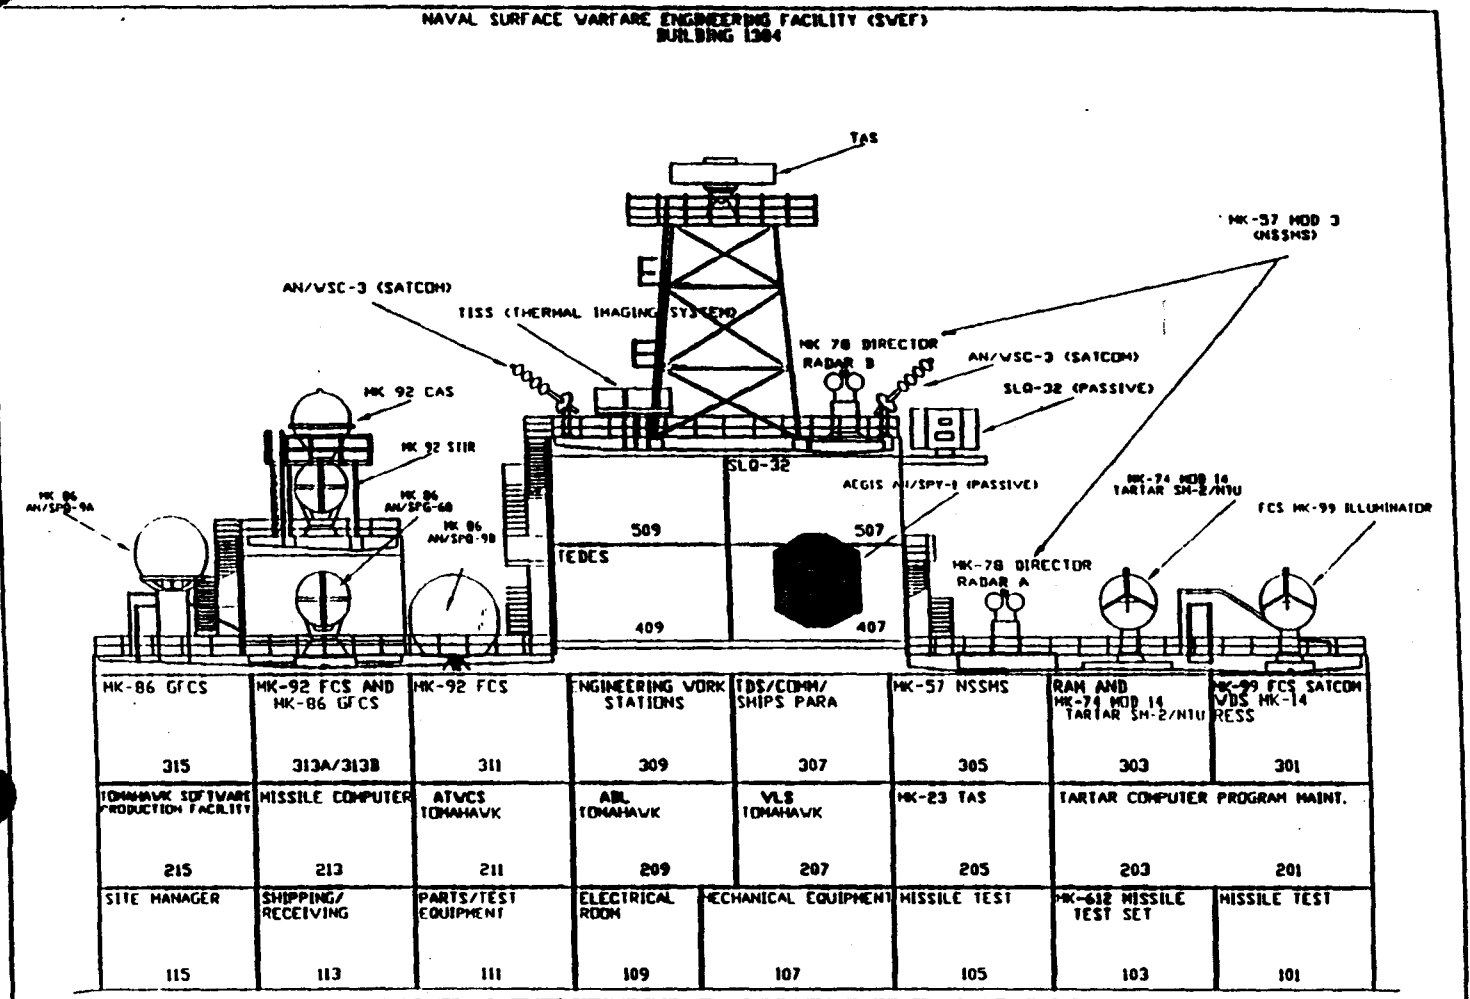 NAVAL SURFACE WARFARE ENGINEERING FACILITY (SWEF)
BUILDING 1384
TAS
MK-57 MOD 3
(NSSMS)
AN/WSC-3 (SATCOM)
TISS (THERMAL IMAGING SYSTEM)
MK 78 DIRECTOR
RADAR B
AN/WSC-3 (SATCOM)
SLQ-32 (PASSIVE)
MK 92 CAS
MK 92 STIR
SLQ-32
AEGIS AN/SPY-1 (PASSIVE)
MK-74 MOD 14
TARTAR SM-2/NTU
FCS MK-99 ILLUMINATOR
MK 86
AN/SPQ-9A
MK 86
AN/SPG-60
MK 86
AN/SPQ-9B
509
507
TEDES
MK-78 DIRECTOR
RADAR A
409
407
MK-86 GFCS
315
MK-92 FCS AND
MK-86 GFCS
313A/313B
MK-92 FCS
311
ENGINEERING WORK
STATIONS
309
TDS/COMM/
SHIPS PARA
307
MK-57 NSSMS
305
RAM AND
MK-74 MOD 14
TARTAR SM-2/NTU
303
MK-99 FCS SATCOM
WDS MK-14
RESS
301
TOMAHAWK SOFTWARE
PRODUCTION FACILITY
215
MISSILE COMPUTER
213
ATWCS
TOMAHAWK
211
ABL
TOMAHAWK
209
VLS
TOMAHAWK
207
MK-23 TAS
205
TARTAR COMPUTER PROGRAM MAINT.
203
201
SITE MANAGER
115
SHIPPING/
RECEIVING
113
PARTS/TEST
EQUIPMENT
111
ELECTRICAL
ROOM
109
MECHANICAL EQUIPMENT
107
MISSILE TEST
105
MK-612 MISSILE
TEST SET
103
MISSILE TEST
101